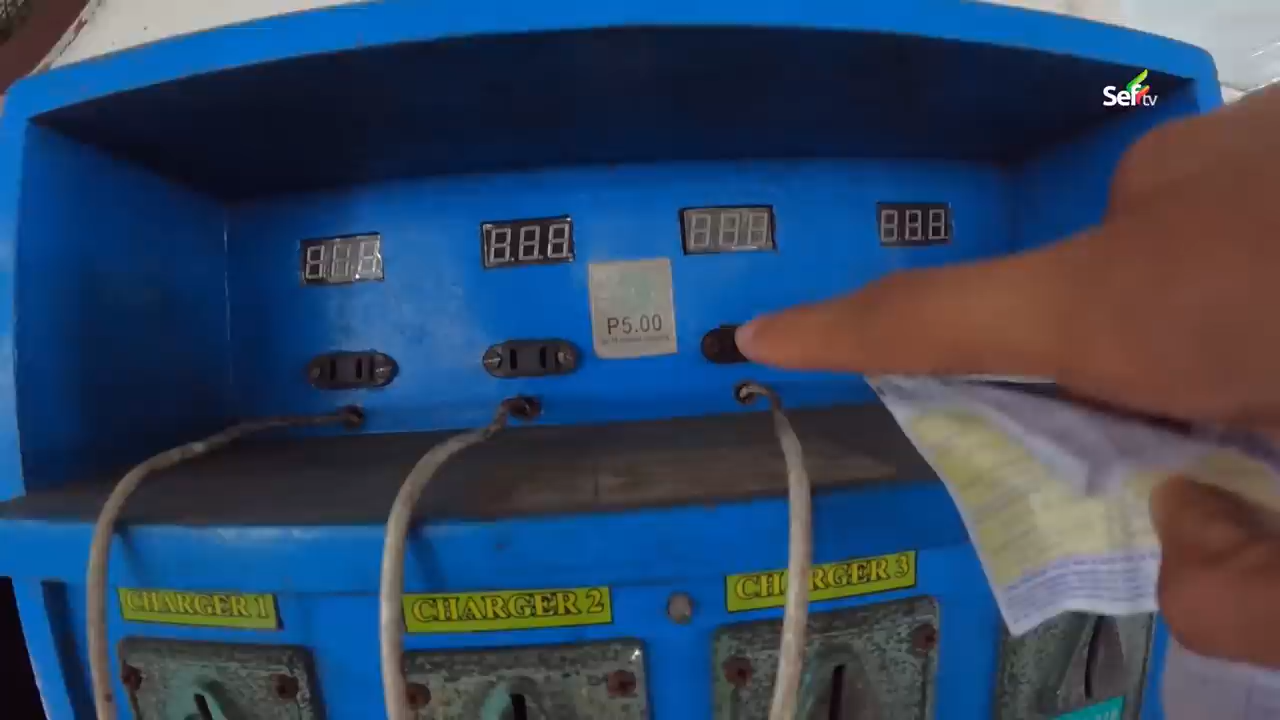 Sef tv
P5.00
CHARGER 1
CHARGER 2
CHARGER 3